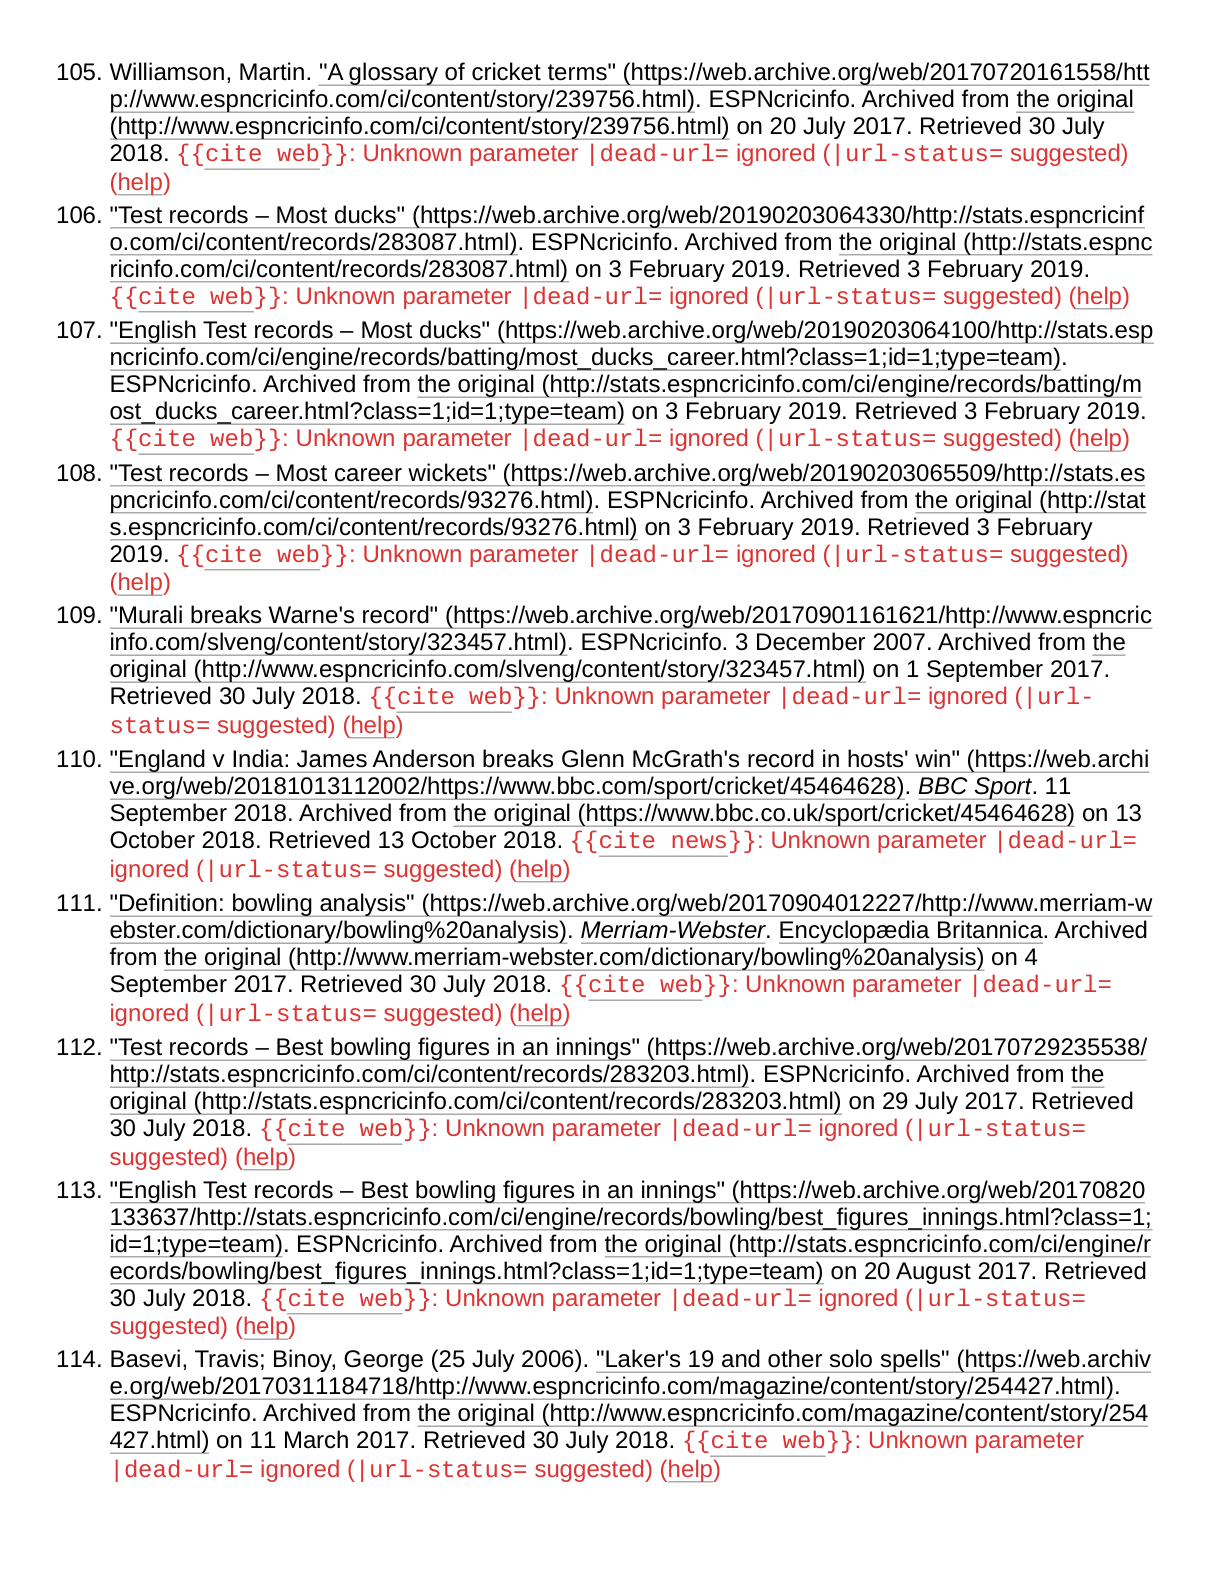 105. Williamson, Martin. "A glossary of cricket terms" (https://web.archive.org/web/20170720161558/htt
p://www.espncricinfo.com/ci/content/story/239756.html). ESPNcricinfo. Archived from the original
(http://www.espncricinfo.com/ci/content/story/239756.html) on 20 July 2017. Retrieved 30 July
2018. {{cite web}}: Unknown parameter |dead-url= ignored (|url-status= suggested)
(help)
106. "Test records – Most ducks" (https://web.archive.org/web/20190203064330/http://stats.espncricinf
o.com/ci/content/records/283087.html). ESPNcricinfo. Archived from the original (http://stats.espnc
ricinfo.com/ci/content/records/283087.html) on 3 February 2019. Retrieved 3 February 2019.
{{cite web}}: Unknown parameter |dead-url= ignored (|url-status= suggested) (help)
107. "English Test records – Most ducks" (https://web.archive.org/web/20190203064100/http://stats.esp
ncricinfo.com/ci/engine/records/batting/most_ducks_career.html?class=1;id=1;type=team).
ESPNcricinfo. Archived from the original (http://stats.espncricinfo.com/ci/engine/records/batting/m
ost_ducks_career.html?class=1;id=1;type=team) on 3 February 2019. Retrieved 3 February 2019.
{{cite web}}: Unknown parameter |dead-url= ignored (|url-status= suggested) (help)
108. "Test records – Most career wickets" (https://web.archive.org/web/20190203065509/http://stats.es
pncricinfo.com/ci/content/records/93276.html). ESPNcricinfo. Archived from the original (http://stat
s.espncricinfo.com/ci/content/records/93276.html) on 3 February 2019. Retrieved 3 February
2019. {{cite web}}: Unknown parameter |dead-url= ignored (|url-status= suggested)
(help)
109. "Murali breaks Warne's record" (https://web.archive.org/web/20170901161621/http://www.espncric
info.com/slveng/content/story/323457.html). ESPNcricinfo. 3 December 2007. Archived from the
original (http://www.espncricinfo.com/slveng/content/story/323457.html) on 1 September 2017.
Retrieved 30 July 2018. {{cite web}}: Unknown parameter |dead-url= ignored (|url-
status= suggested) (help)
110. "England v India: James Anderson breaks Glenn McGrath's record in hosts' win" (https://web.archi
ve.org/web/20181013112002/https://www.bbc.com/sport/cricket/45464628). BBC Sport. 11
September 2018. Archived from the original (https://www.bbc.co.uk/sport/cricket/45464628) on 13
October 2018. Retrieved 13 October 2018. {{cite news}}: Unknown parameter |dead-url=
ignored (|url-status= suggested) (help)
111. "Definition: bowling analysis" (https://web.archive.org/web/20170904012227/http://www.merriam-w
ebster.com/dictionary/bowling%20analysis). Merriam-Webster. Encyclopædia Britannica. Archived
from the original (http://www.merriam-webster.com/dictionary/bowling%20analysis) on 4
September 2017. Retrieved 30 July 2018. {{cite web}}: Unknown parameter |dead-url=
ignored (|url-status= suggested) (help)
112. "Test records – Best bowling figures in an innings" (https://web.archive.org/web/20170729235538/
http://stats.espncricinfo.com/ci/content/records/283203.html). ESPNcricinfo. Archived from the
original (http://stats.espncricinfo.com/ci/content/records/283203.html) on 29 July 2017. Retrieved
30 July 2018. {{cite web}}: Unknown parameter |dead-url= ignored (|url-status=
suggested) (help)
113. "English Test records – Best bowling figures in an innings" (https://web.archive.org/web/20170820
133637/http://stats.espncricinfo.com/ci/engine/records/bowling/best_figures_innings.html?class=1;
id=1;type=team). ESPNcricinfo. Archived from the original (http://stats.espncricinfo.com/ci/engine/r
ecords/bowling/best_figures_innings.html?class=1;id=1;type=team) on 20 August 2017. Retrieved
30 July 2018. {{cite web}}: Unknown parameter |dead-url= ignored (|url-status=
suggested) (help)
114. Basevi, Travis; Binoy, George (25 July 2006). "Laker's 19 and other solo spells" (https://web.archiv
e.org/web/20170311184718/http://www.espncricinfo.com/magazine/content/story/254427.html).
ESPNcricinfo. Archived from the original (http://www.espncricinfo.com/magazine/content/story/254
427.html) on 11 March 2017. Retrieved 30 July 2018. {{cite web}}: Unknown parameter
|dead-url= ignored (|url-status= suggested) (help)